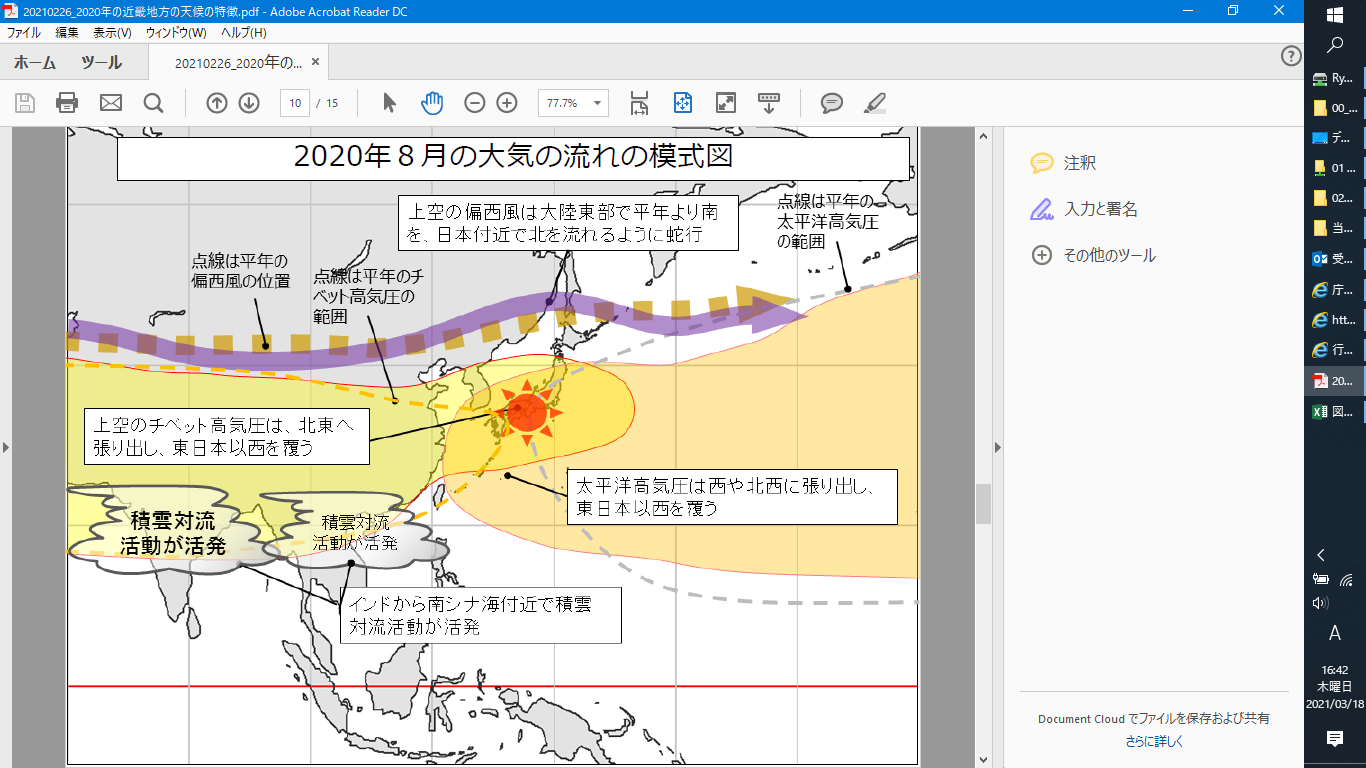 20210226_2020年の近畿地方の天候の特徴.pdf - Adobe Acrobat Reader DC
ファイル 編集 表示(V) ウィンドウ(W) ヘルプ(H)
ホーム ツール 20210226_2020年の... ×
10 / 15 77.7%
2020年８月の大気の流れの模式図
上空の偏西風は大陸東部で平年より南
を、日本付近で北を流れるように蛇行
点線は平年の
太平洋高気圧
の範囲
点線は平年の
偏西風の位置
点線は平年のチ
ベット高気圧の
範囲
上空のチベット高気圧は、北東へ
張り出し、東日本以西を覆う
太平洋高気圧は西や北西に張り出し、
東日本以西を覆う
積雲対流
活動が活発
積雲対流
活動が活発
インドから南シナ海付近で積雲
対流活動が活発
注釈
入力と署名
その他のツール
Document Cloud でファイルを保存および共有
さらに詳しく
Ry...
00_...
デ...
01 ...
02...
当...
受...
庁...
htt...
行...
20...
図...
A
16:42
木曜日
2021/03/18